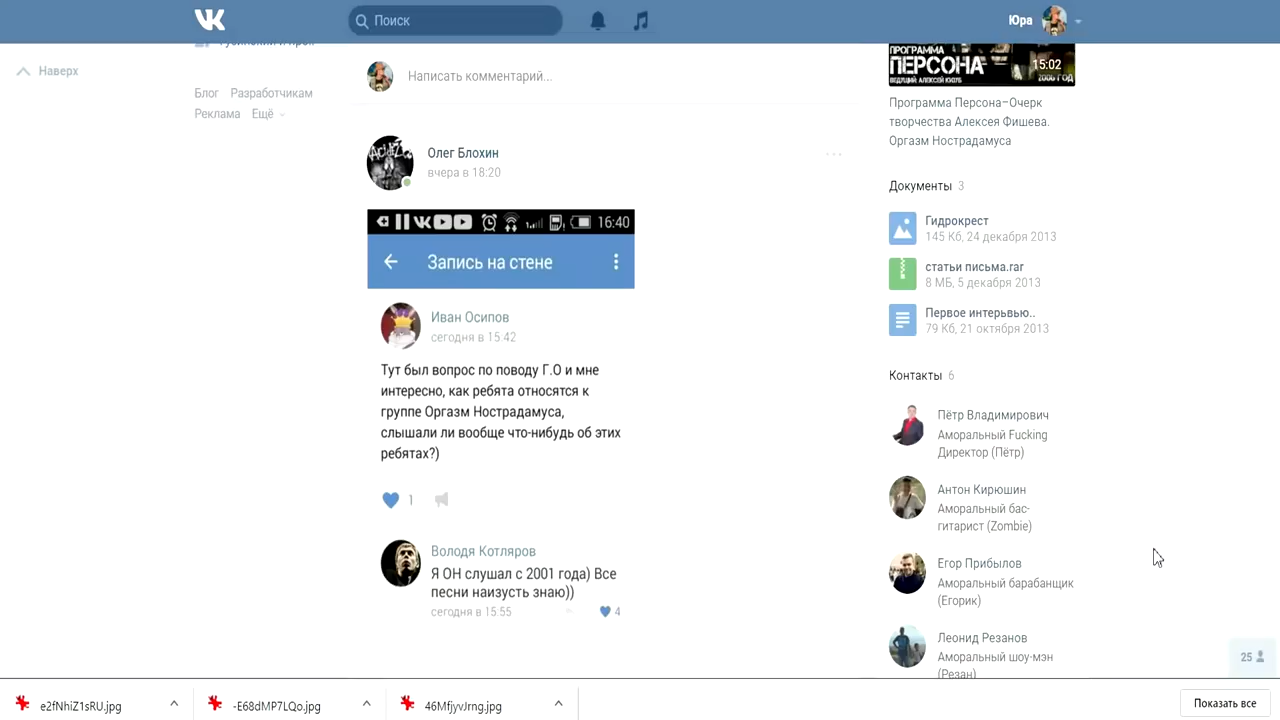 Поиск
Юра
Наверх
Блог Разработчикам
Реклама Ещё
Написать комментарий...
Олег Блохин
вчера в 18:20
16:40
Запись на стене
Иван Осипов
сегодня в 15:42
Тут был вопрос по поводу Г.О и мне
интересно, как ребята относятся к
группе Оргазм Нострадамуса,
слышали ли вообще что-нибудь об этих
ребятах?)
1
Володя Котляров
Я ОН слушал с 2001 года) Все
песни наизусть знаю))
сегодня в 15:55
4
ПРОГРАММА
ПЕРСОНА
15:02
Программа Персона–Очерк
творчества Алексея Фишева.
Оргазм Нострадамуса
Документы 3
Гидрокрест
145 Кб, 24 декабря 2013
статьи письма.rar
8 МБ, 5 декабря 2013
Первое интерьвью..
79 Кб, 21 октября 2013
Контакты 6
Пётр Владимирович
Аморальный Fucking
Директор (Пётр)
Антон Кирюшин
Аморальный бас-
гитарист (Zombie)
Егор Прибылов
Аморальный барабанщик
(Егорик)
Леонид Резанов
Аморальный шоу-мэн
(Резан)
25
e2fNhiZ1sRU.jpg
-E68dMP7LQo.jpg
46MfjyvJrng.jpg
Показать все